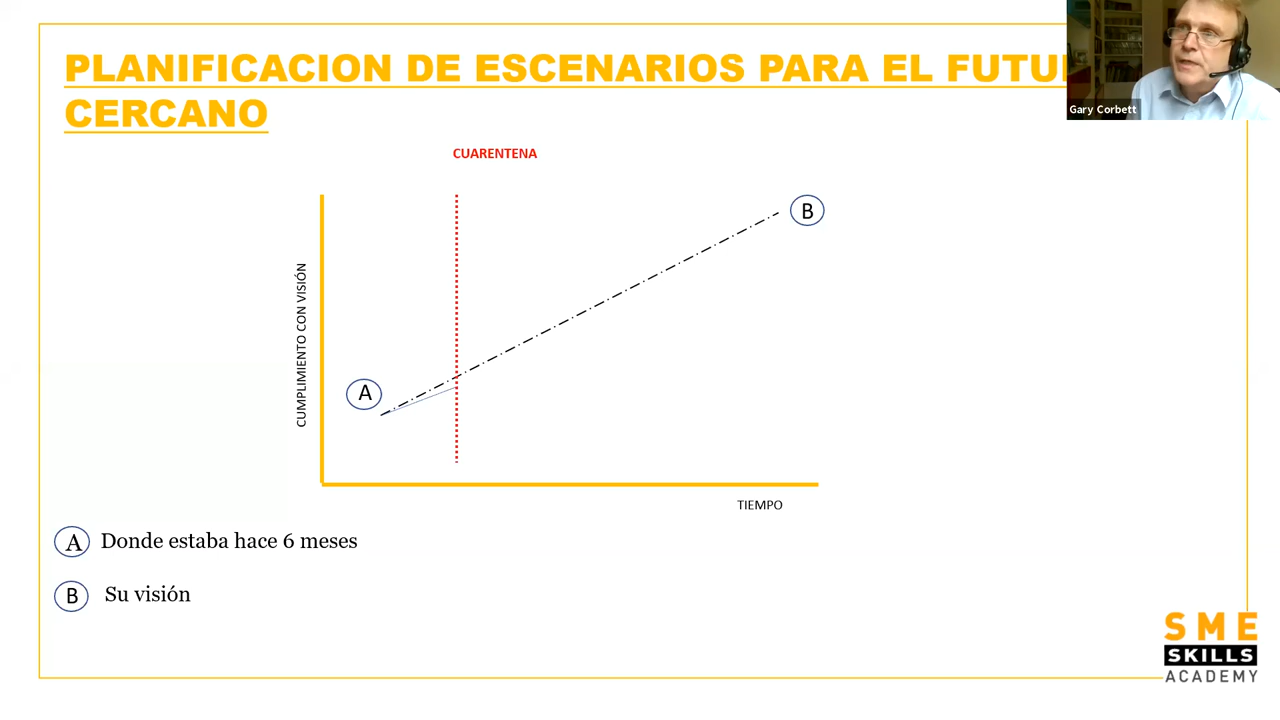 PLANIFICACION DE ESCENARIOS PARA EL
CERCANO
Gary Corbett
CUARENTENA
B
CUMPLIMIENTO CON VISIÓN
A
TIEMPO
A Donde estaba hace 6 meses
B Su visión
SME
SKILLS
ACADEMY